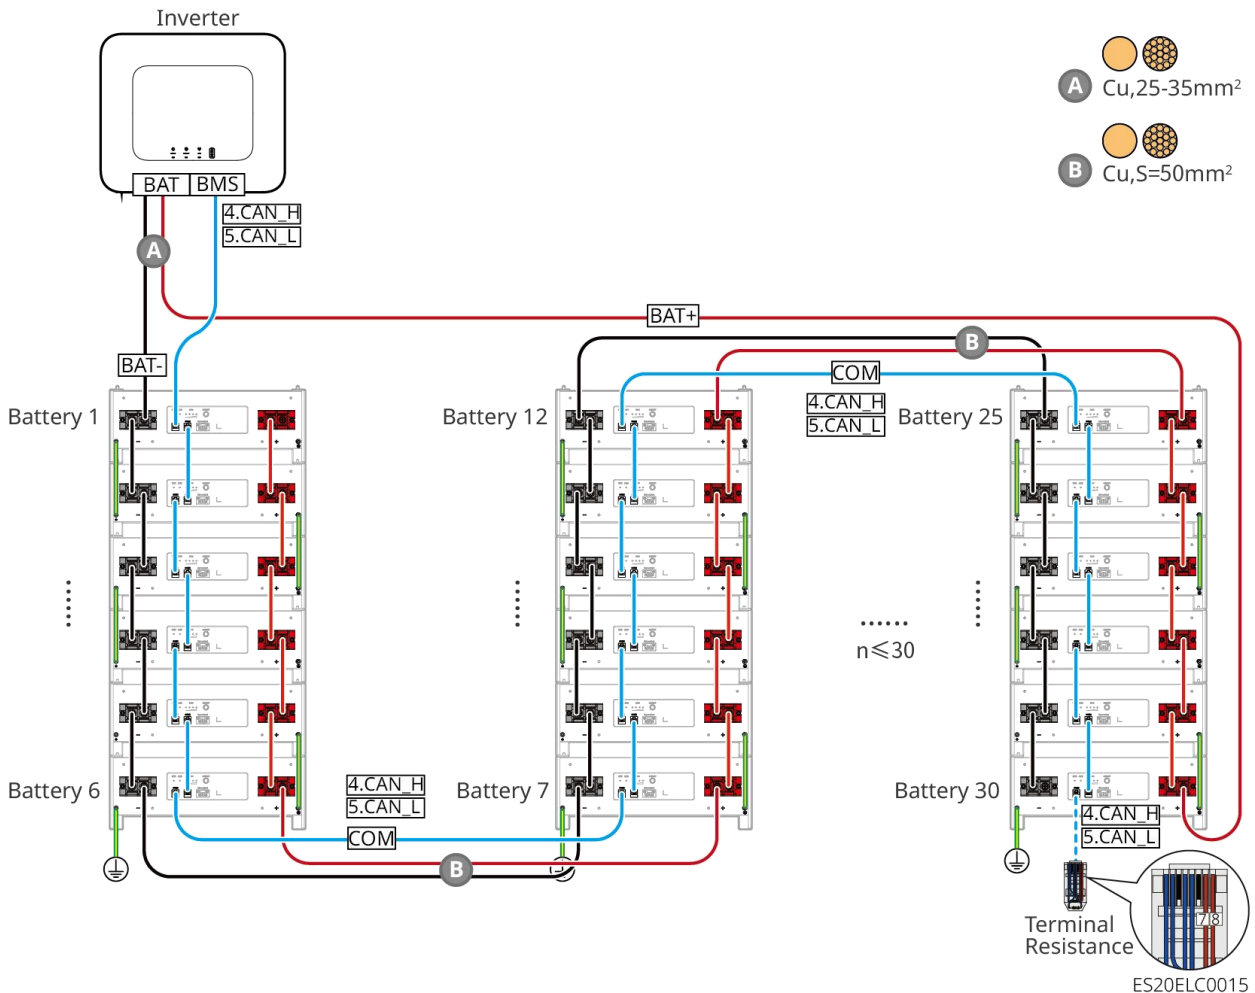 Inverter
A
Cu,25-35mm²
B
Cu,S=50mm²
BAT
BMS
4.CAN_H
5.CAN_L
A
BAT+
B
BAT-
COM
4.CAN_H
5.CAN_L
Battery 1
Battery 12
Battery 25
n≤30
Battery 6
4.CAN_H
5.CAN_L
COM
Battery 7
Battery 30
4.CAN_H
5.CAN_L
B
Terminal
Resistance
7 8
ES20ELC0015